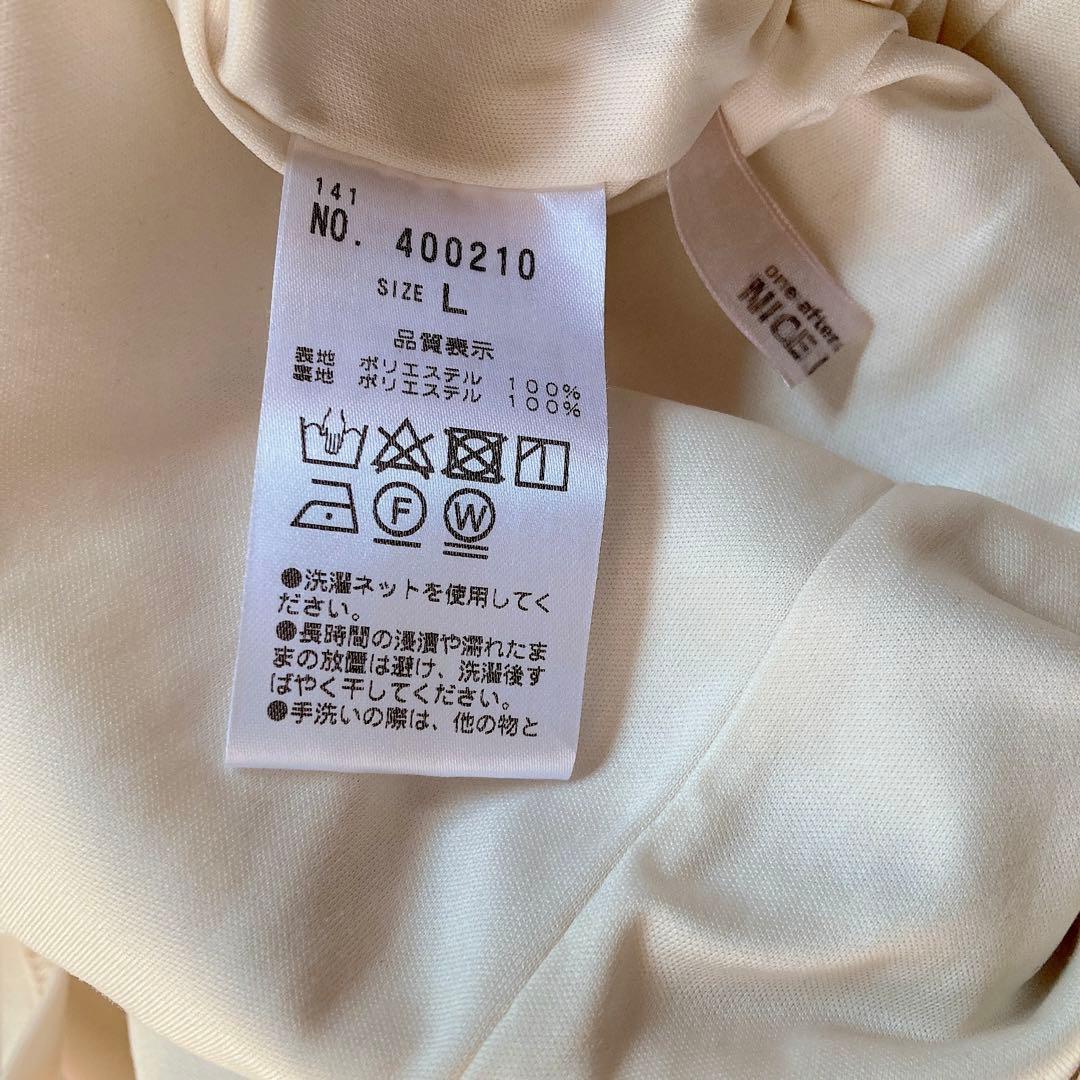 141
NO. 400210
SIZE L
品質表示
表地 ポリエステル 100%
裏地 ポリエステル 100%
F W
●洗濯ネットを使用してく
ださい。
●長時間の浸漬や濡れたま
まの放置は避け、洗濯後す
ばやく干してください。
●手洗いの際は、他の物と
one after
NICE